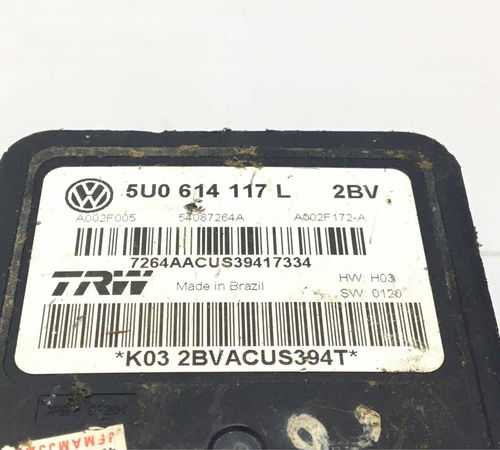 5U0 614 117 L 2BV
A002F005 54087264A A002F172-A
7264AACUS39417334
TRW Made in Brazil HW: H03
SW: 0120
*K03 2BVACUS394T*